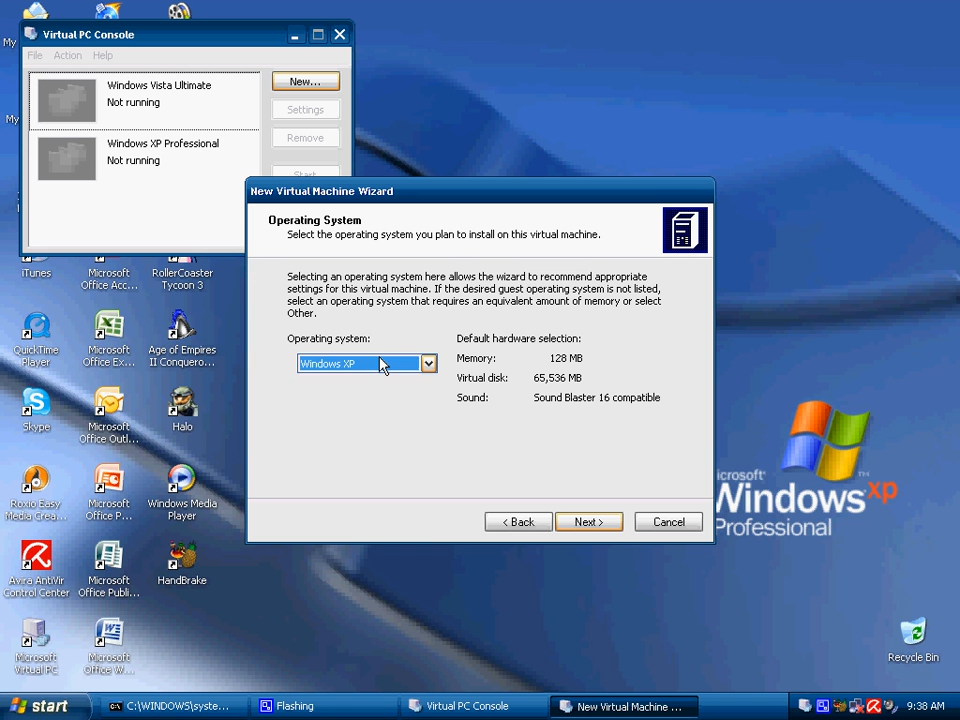 Virtual PC Console
File Action Help
Windows Vista Ultimate
Not running
Windows XP Professional
Not running
New...
Settings
Remove
Start
New Virtual Machine Wizard
Operating System
Select the operating system you plan to install on this virtual machine.
Selecting an operating system here allows the wizard to recommend appropriate
settings for this virtual machine. If the desired guest operating system is not listed,
select an operating system that requires an equivalent amount of memory or select
Other.
Operating system:
Windows XP
Default hardware selection:
Memory: 128 MB
Virtual disk: 65,536 MB
Sound: Sound Blaster 16 compatible
< Back
Next >
Cancel
My
My
iTunes
Microsoft
Office Acc...
RollerCoaster
Tycoon 3
QuickTime
Player
Microsoft
Office Ex...
Age of Empires
II Conquero...
Skype
Microsoft
Office Outl...
Halo
Roxio Easy
Media Crea...
Microsoft
Office P...
Windows Media
Player
Avira AntiVir
Control Center
Microsoft
Office Publi...
HandBrake
Microsoft
Virtual PC
Microsoft
Office W...
icrosoft
Windows xp
Professional
Recycle Bin
start
C:\WINDOWS\syste...
Flashing
Virtual PC Console
New Virtual Machine ...
9:38 AM